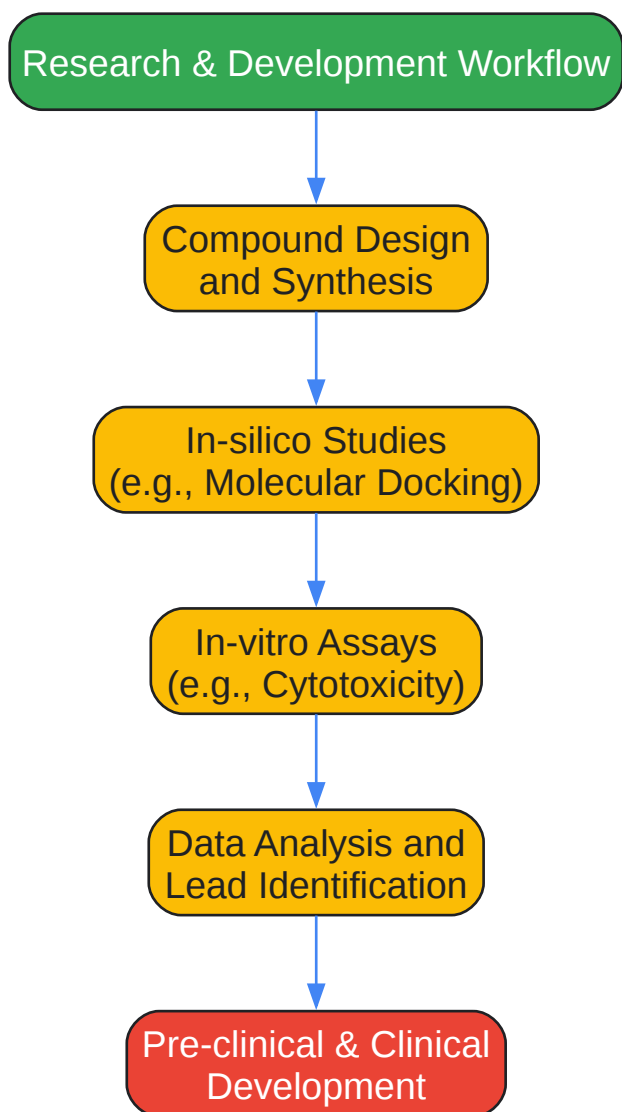 Research & Development Workflow
Compound Design
and Synthesis
In-silico Studies
(e.g., Molecular Docking)
In-vitro Assays
(e.g., Cytotoxicity)
Data Analysis and
Lead Identification
Pre-clinical & Clinical
Development